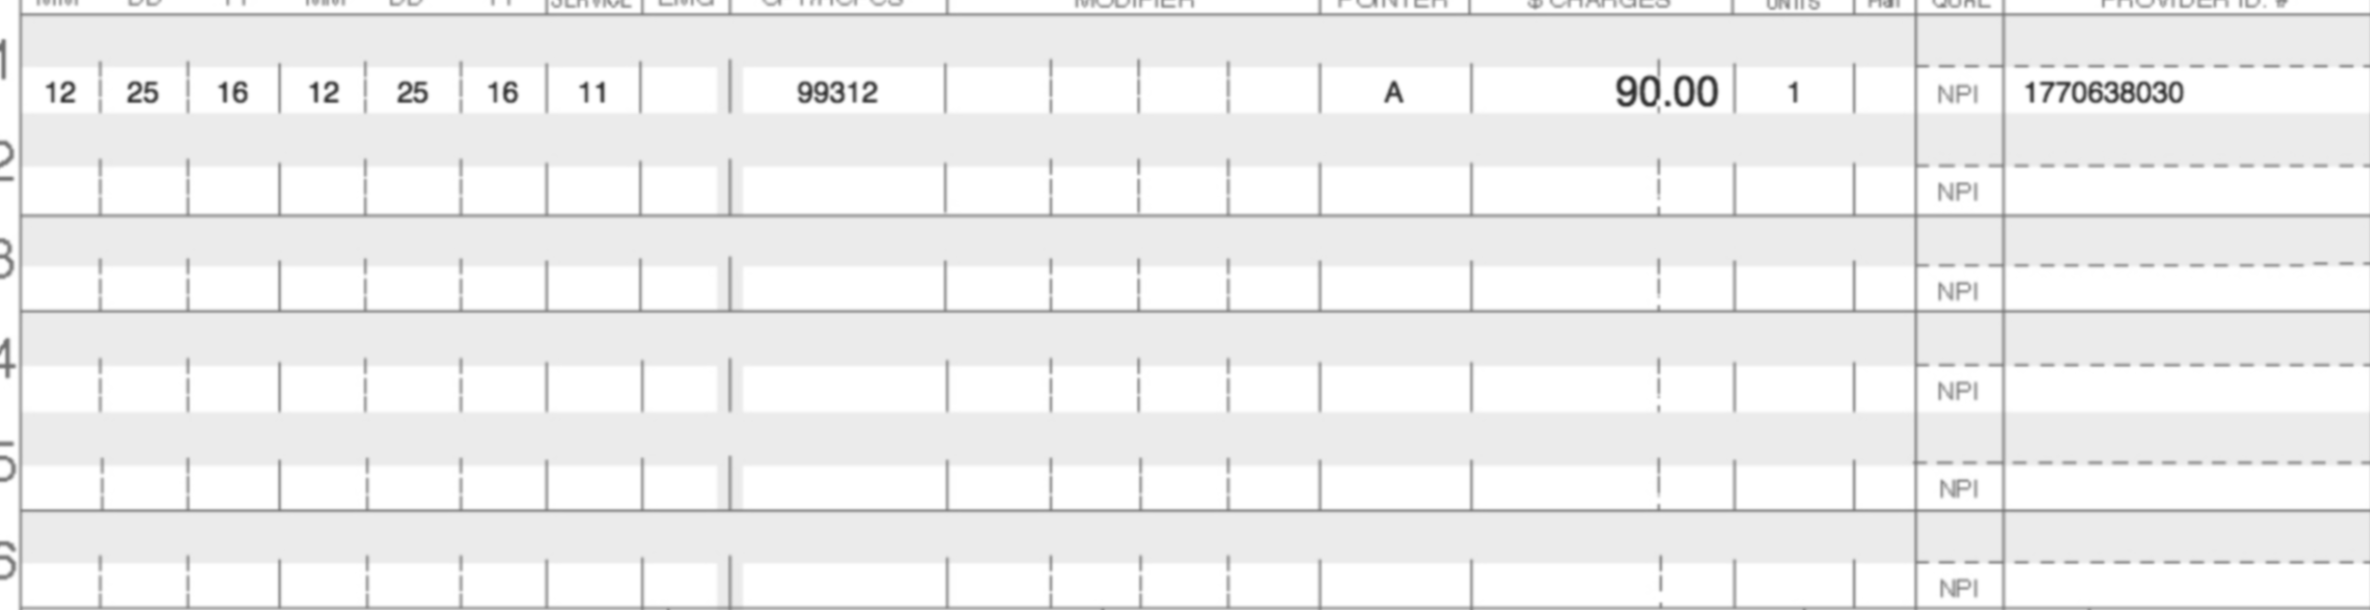 MM DD YY MM DD YY SERVICE EMG CPT/HCPCS MODIFIER POINTER $ CHARGES UNITS Plan QUAL PROVIDER ID. #
1
12 25 16 12 25 16 11 99312 A 90.00 1 NPI 1770638030
2
NPI
3
NPI
4
NPI
5
NPI
6
NPI